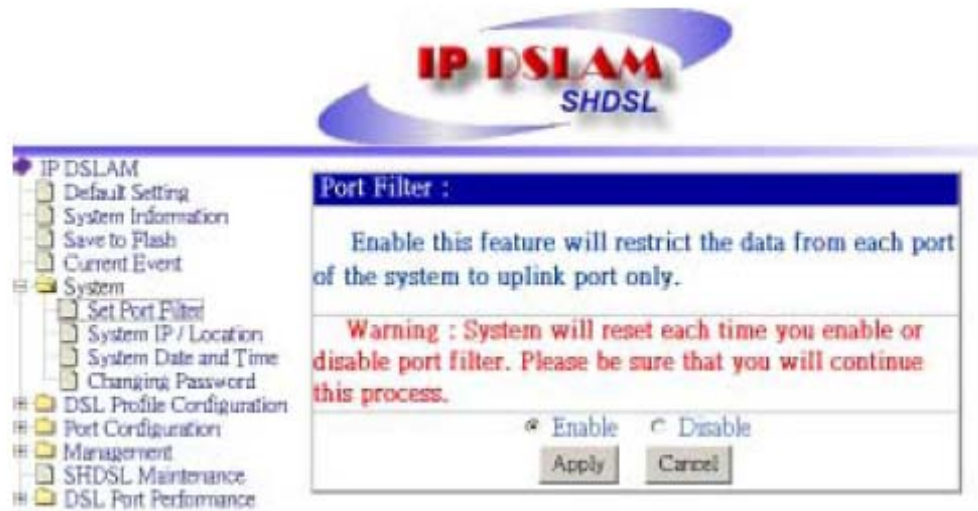 IP DSLAM
SHDSL
IP DSLAM
Default Setting
System Information
Save to Flash
Current Event
System
Set Port Filter
System IP / Location
System Date and Time
Changing Password
DSL Profile Configuration
Port Configuration
Management
SHDSL Maintenance
DSL Port Performance
Port Filter :
Enable this feature will restrict the data from each port
of the system to uplink port only.
Warning : System will reset each time you enable or
disable port filter. Please be sure that you will continue
this process.
Enable Disable
Apply Cancel